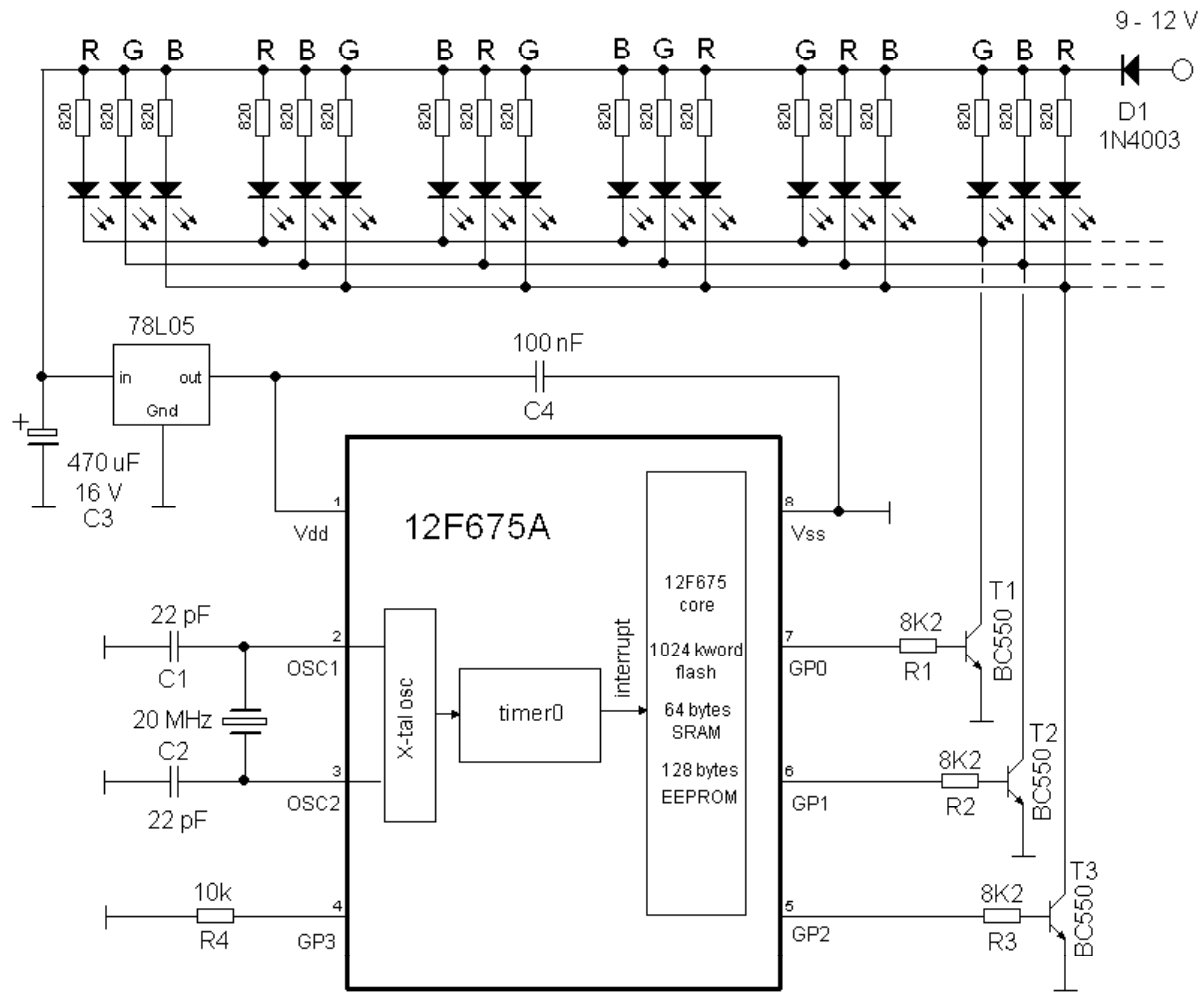 9 - 12 V
R G B R B G B R G B G R G R B G B R
820 820 820 820 820 820 820 820 820 820 820 820 820 820 820 820 820 820
D1
1N4003
78L05
in out
Gnd
100 nF
C4
+
470 uF
16 V
C3
1
Vdd
12F675A
8
Vss
22 pF
C1
2
OSC1
20 MHz
C2
22 pF
3
OSC2
X-tal osc
timer0
interrupt
12F675
core
1024 kword
flash
64 bytes
SRAM
128 bytes
EEPROM
7
GP0
8K2
R1
T1
BC550
6
GP1
8K2
R2
T2
BC550
10k
R4
4
GP3
5
GP2
8K2
R3
T3
BC550